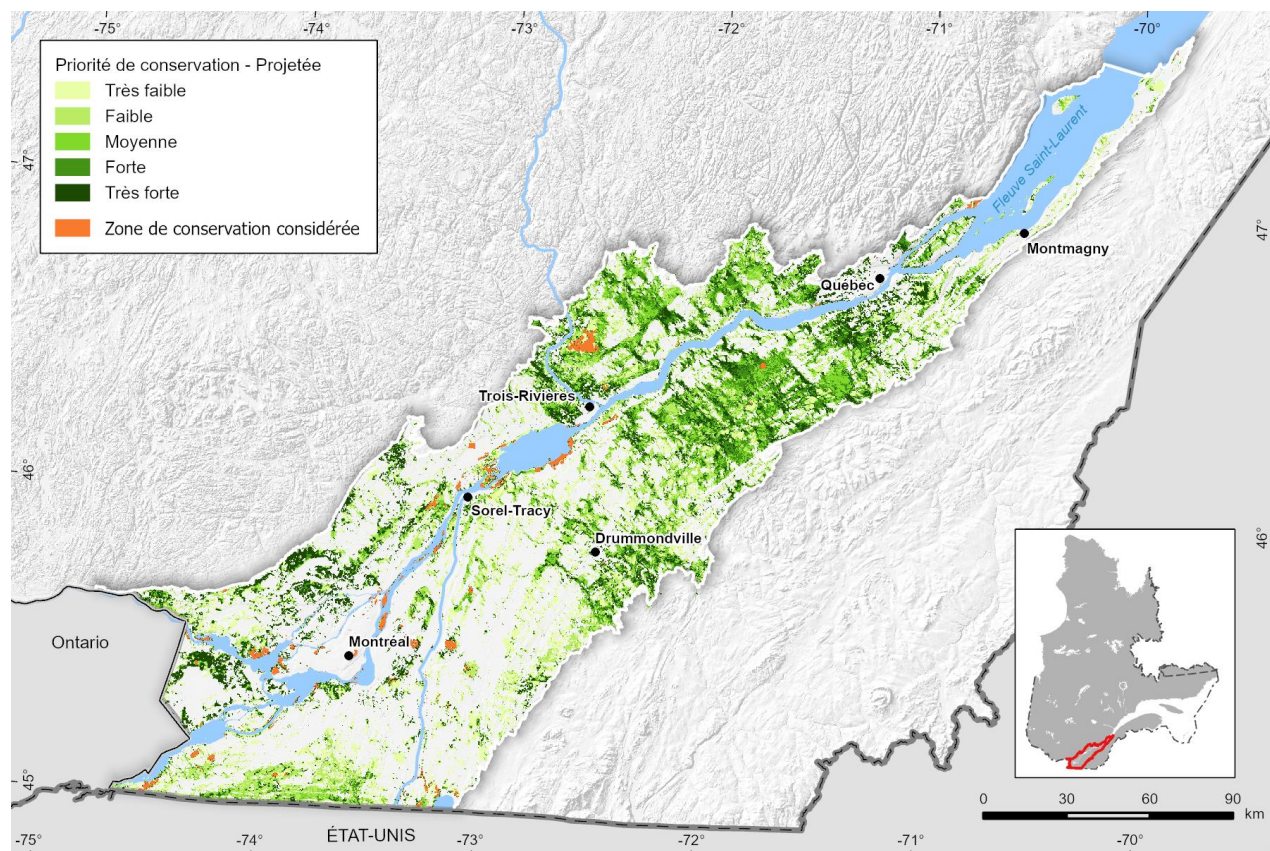 -75° -74° -73° -72° -71° -70°
Priorité de conservation - Projetée
Très faible
Faible
Moyenne
Forte
Très forte
Zone de conservation considérée
47°
Fleuve Saint-Laurent
47°
Montmagny
Québec
Trois-Rivières
46°
Sorel-Tracy
Drummondville
46°
Ontario
Montréal
45°
0 30 60 90
km
ÉTAT-UNIS
-75° -74° -73° -72° -71° -70°